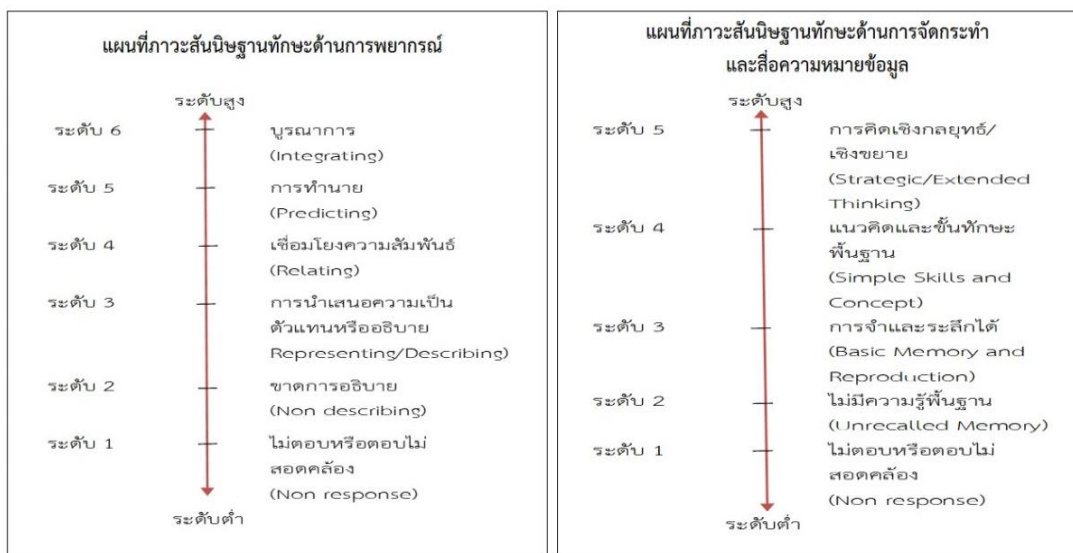 แผนที่ภาวะสันนิษฐานทักษะด้านการพยากรณ์
ระดับสูง
ระดับ 6
บูรณาการ
(Integrating)
ระดับ 5
การทำนาย
(Predicting)
ระดับ 4
เชื่อมโยงความสัมพันธ์
(Relating)
ระดับ 3
การนำเสนอความเป็น
ตัวแทนหรืออธิบาย
Representing/Describing)
ระดับ 2
ขาดการอธิบาย
(Non describing)
ระดับ 1
ไม่ตอบหรือตอบไม่
สอดคล้อง
(Non response)
ระดับต่ำ
แผนที่ภาวะสันนิษฐานทักษะด้านการจัดกระทำ
และสื่อความหมายข้อมูล
ระดับสูง
ระดับ 5
การคิดเชิงกลยุทธ์/
เชิงขยาย
(Strategic/Extended
Thinking)
ระดับ 4
แนวคิดและขั้นทักษะ
พื้นฐาน
(Simple Skills and
Concept)
ระดับ 3
การจำและระลึกได้
(Basic Memory and
Reproduction)
ระดับ 2
ไม่มีความรู้พื้นฐาน
(Unrecalled Memory)
ระดับ 1
ไม่ตอบหรือตอบไม่
สอดคล้อง
(Non response)
ระดับต่ำ